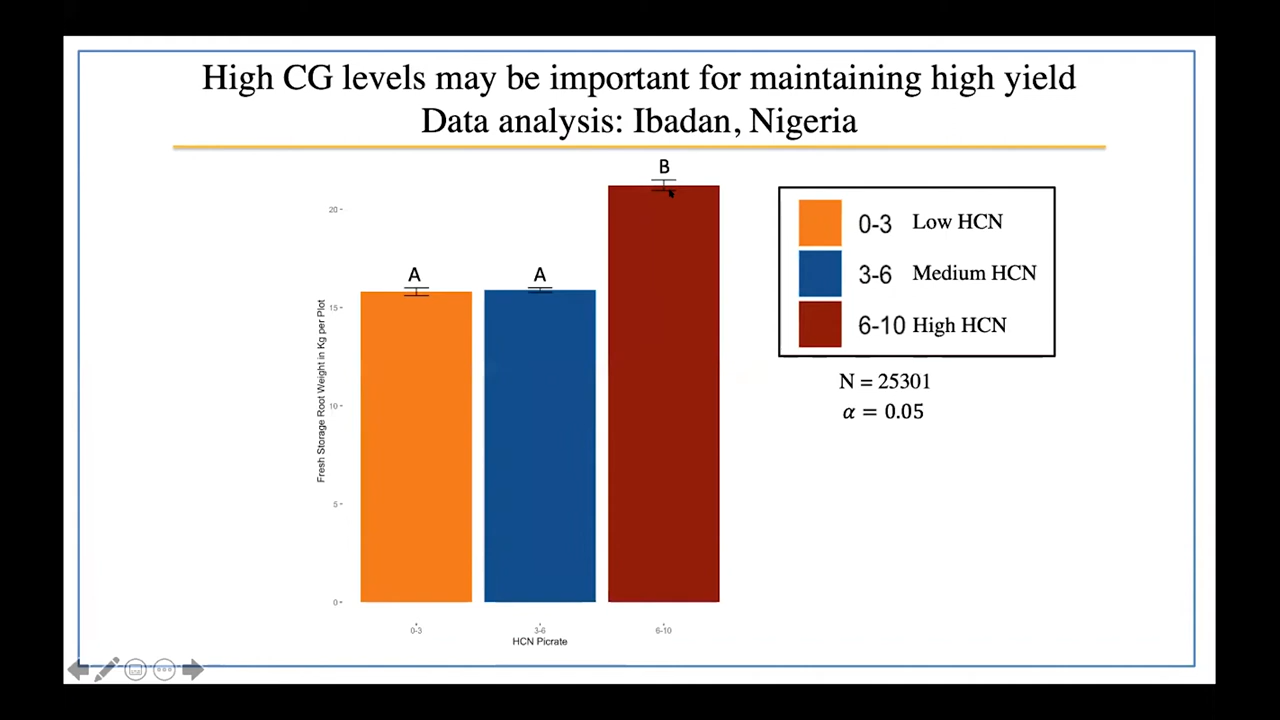 High CG levels may be important for maintaining high yield
Data analysis: Ibadan, Nigeria
B
A
A
20
15
10
5
0
Fresh Storage Root Weight in Kg per Plot
0-3
3-6
6-10
HCN Picrate
0-3 Low HCN
3-6 Medium HCN
6-10 High HCN
N = 25301
α = 0.05